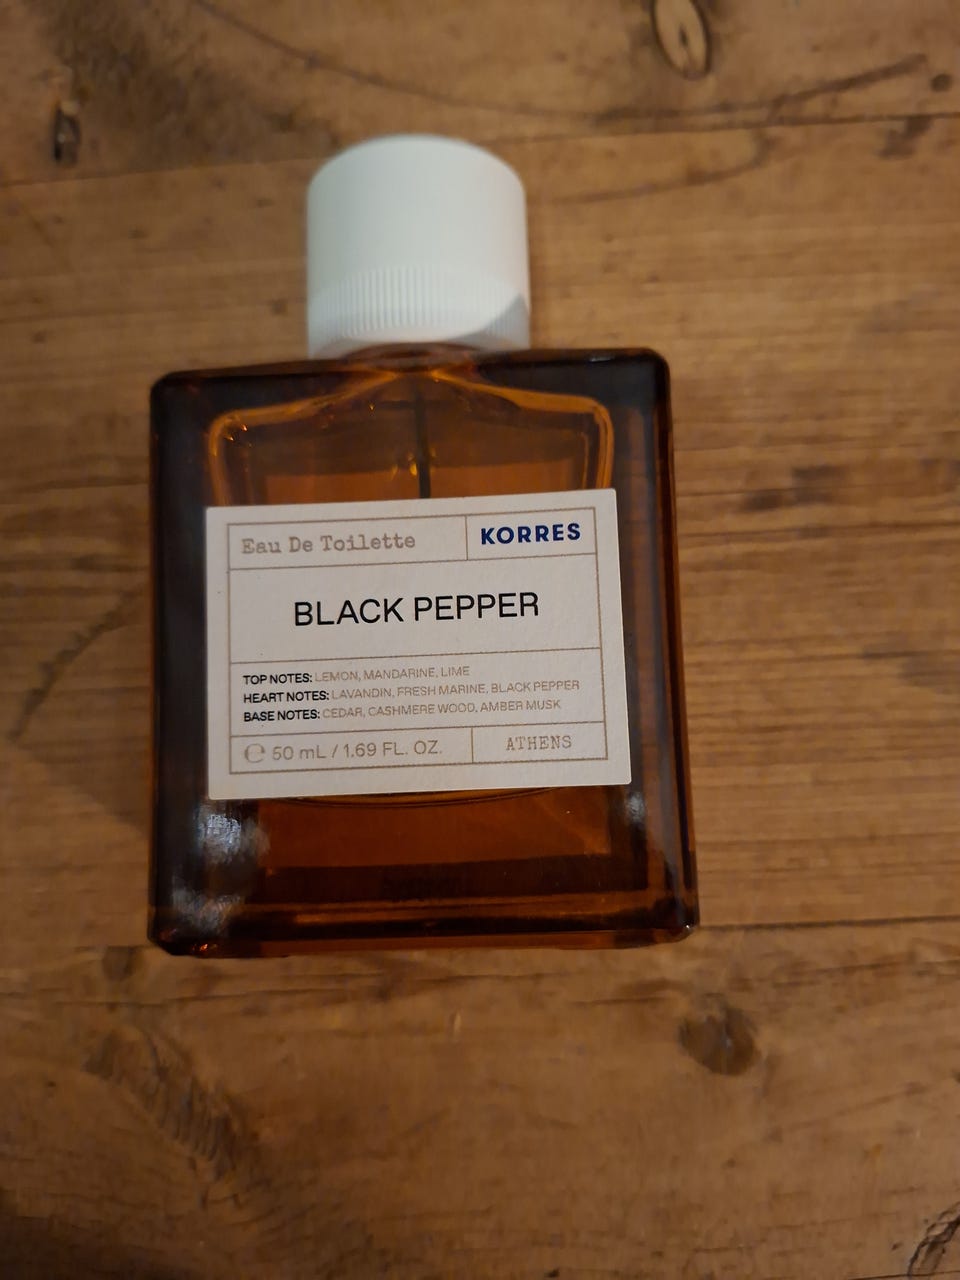 Eau De Toilette
KORRES
BLACK PEPPER
TOP NOTES: LEMON, MANDARINE, LIME
HEART NOTES: LAVANDIN, FRESH MARINE, BLACK PEPPER
BASE NOTES: CEDAR, CASHMERE WOOD, AMBER MUSK
℮ 50 mL / 1.69 FL. OZ.
ATHENS